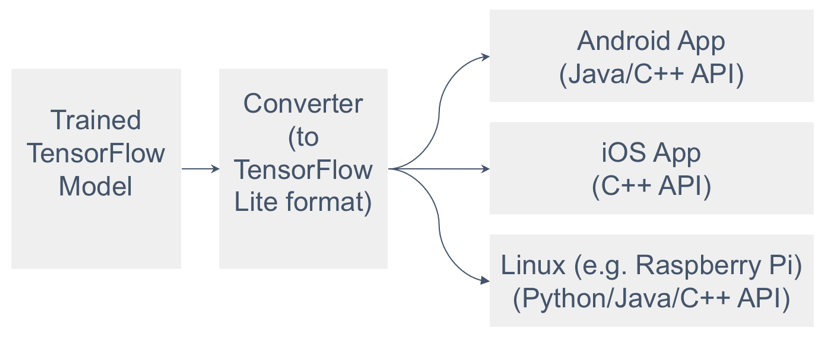 Trained
TensorFlow
Model
Converter
(to
TensorFlow
Lite format)
Android App
(Java/C++ API)
iOS App
(C++ API)
Linux (e.g. Raspberry Pi)
(Python/Java/C++ API)